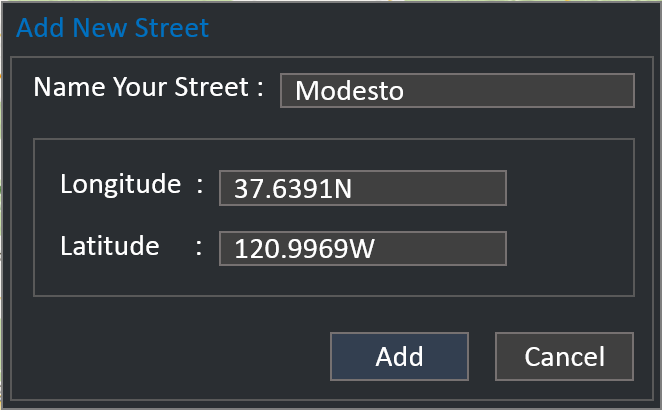 Add New Street
Name Your Street : Modesto
Longitude : 37.6391N
Latitude : 120.9969W
Add Cancel